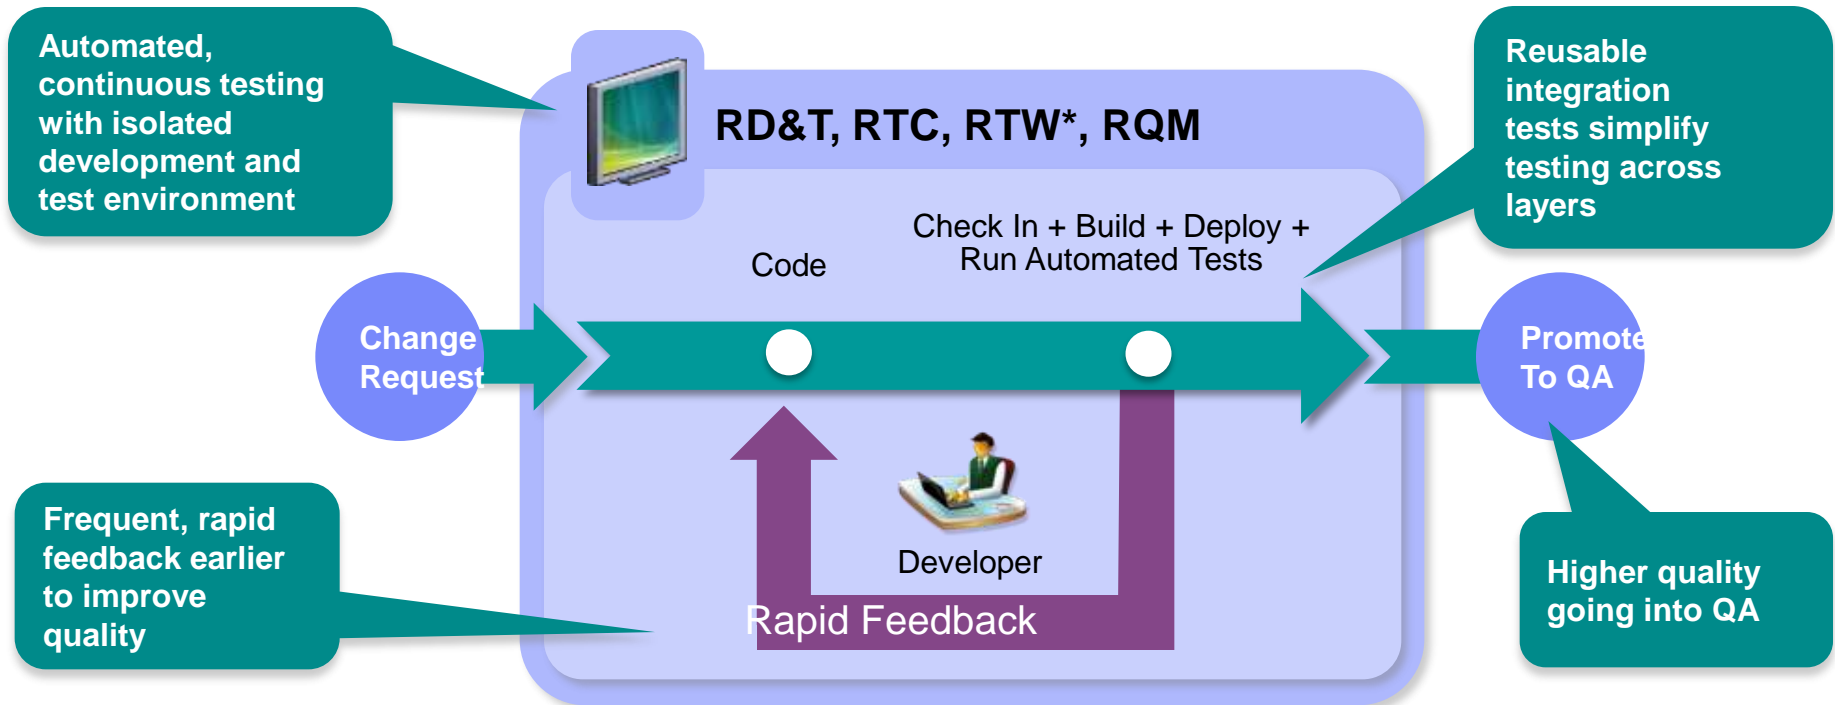 Automated,
continuous testing
with isolated
development and
test environment
RD&T, RTC, RTW*, RQM
Reusable
integration
tests simplify
testing across
layers
Code
Check In + Build + Deploy +
Run Automated Tests
Change
Request
Promote
To QA
Developer
Rapid Feedback
Frequent, rapid
feedback earlier
to improve
quality
Higher quality
going into QA